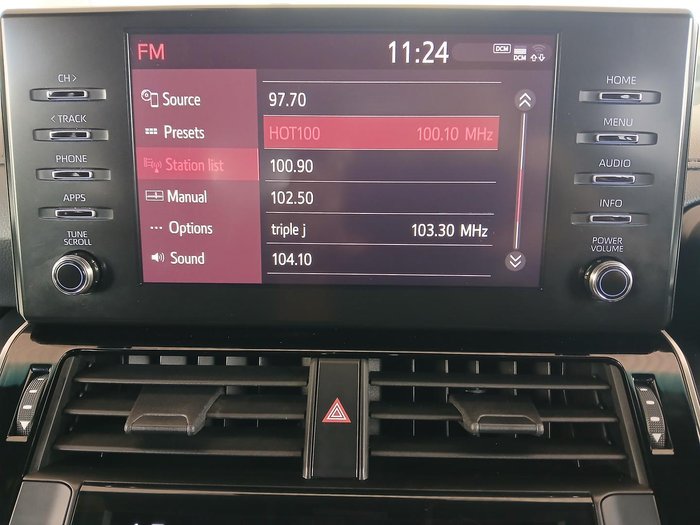 FM
11:24
DCM
DCM
CH >
< TRACK
PHONE
APPS
TUNE
SCROLL
Source
Presets
Station list
Manual
Options
Sound
97.70
HOT100 100.10 MHz
100.90
102.50
triple j 103.30 MHz
104.10
HOME
MENU
AUDIO
INFO
POWER
VOLUME